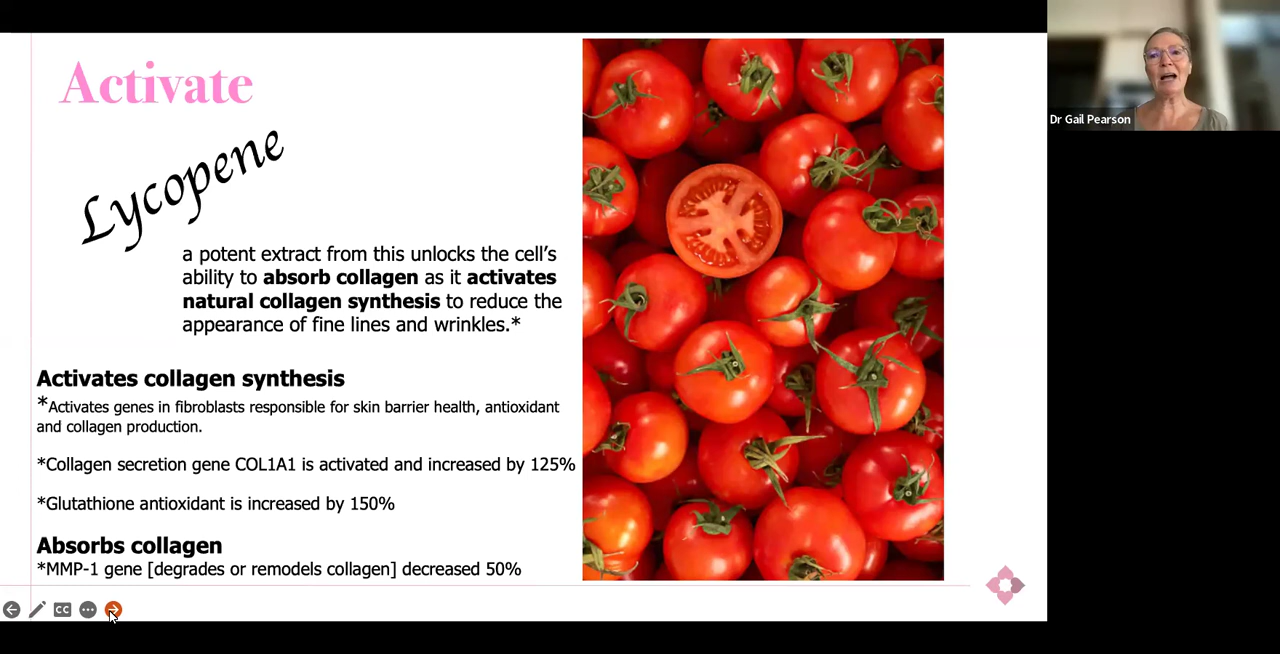 Activate
Lycopene
a potent extract from this unlocks the cell's
ability to absorb collagen as it activates
natural collagen synthesis to reduce the
appearance of fine lines and wrinkles.*
Activates collagen synthesis
*Activates genes in fibroblasts responsible for skin barrier health, antioxidant
and collagen production.
*Collagen secretion gene COL1A1 is activated and increased by 125%
*Glutathione antioxidant is increased by 150%
Absorbs collagen
*MMP-1 gene [degrades or remodels collagen] decreased 50%
CC
Dr Gail Pearson